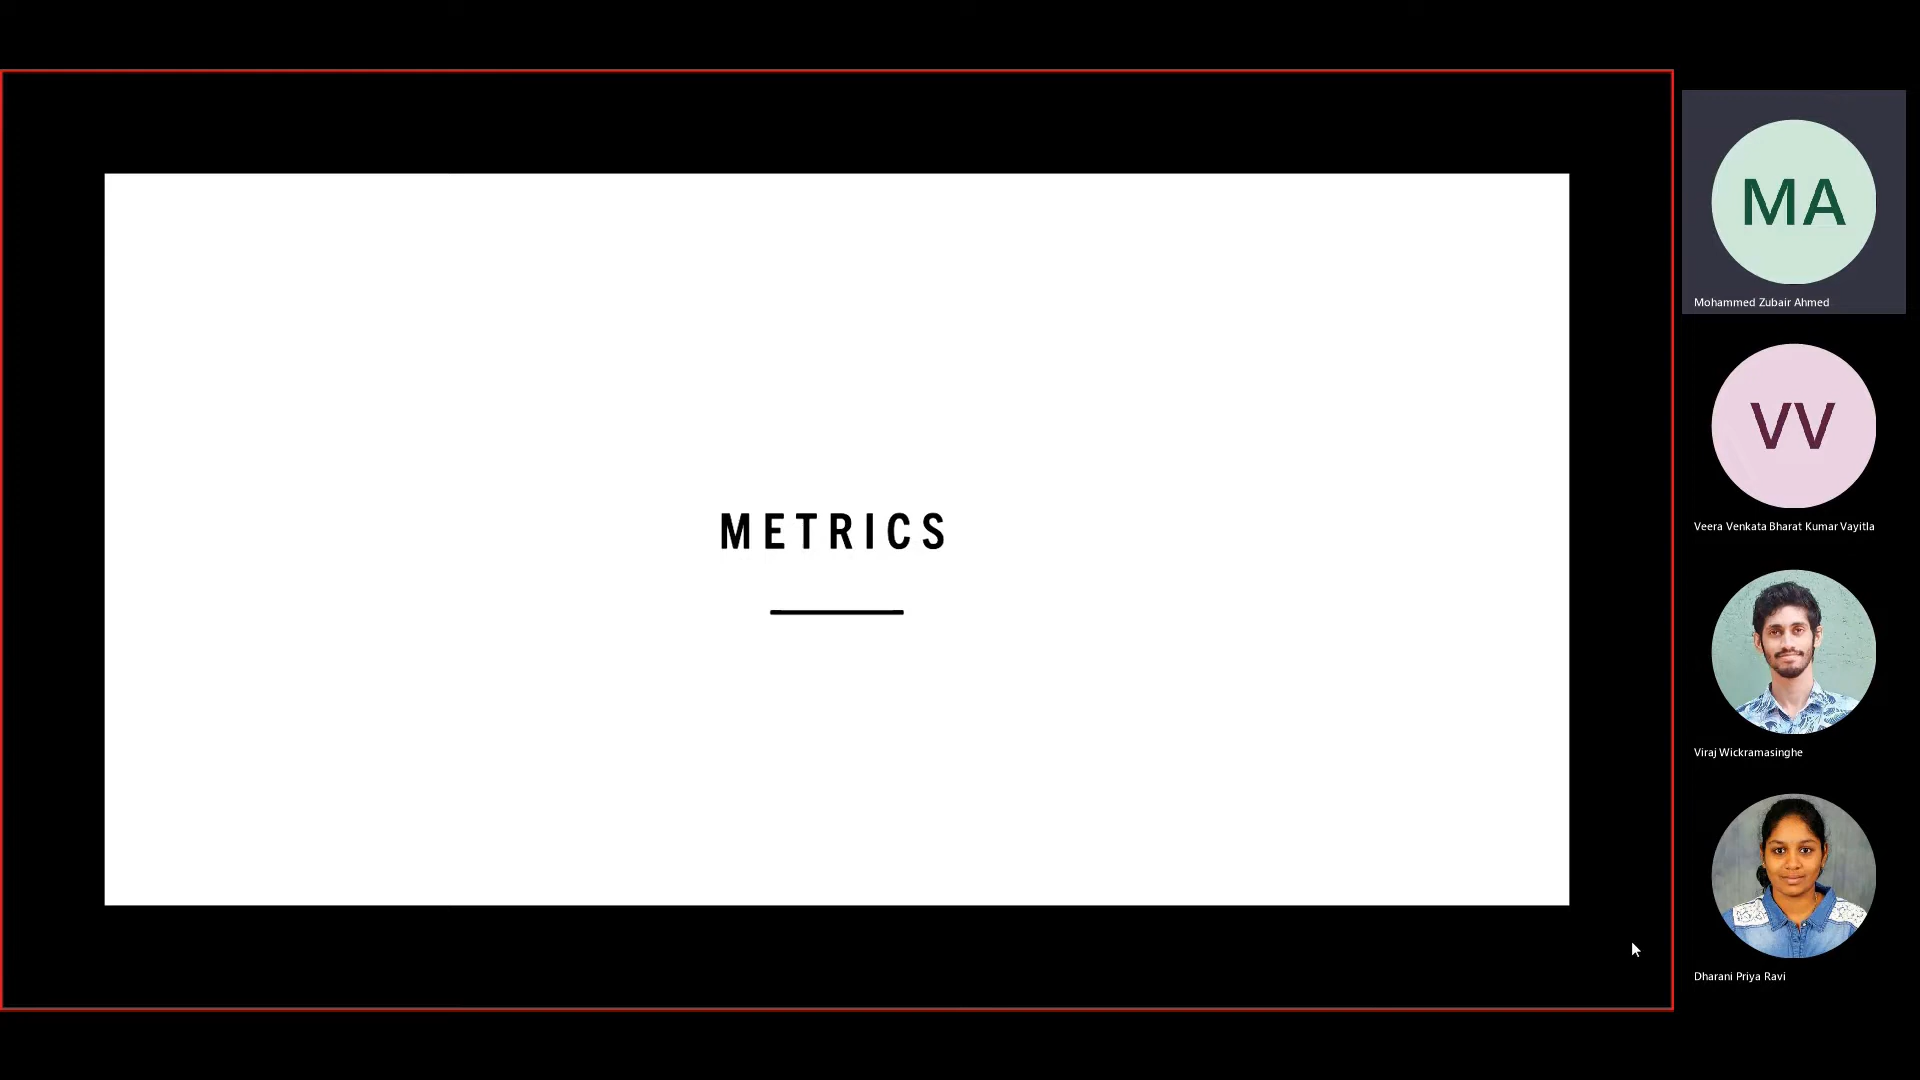 METRICS
MA
Mohammed Zubair Ahmed
VV
Veera Venkata Bharat Kumar Vayitla
Viraj Wickramasinghe
Dharani Priya Ravi